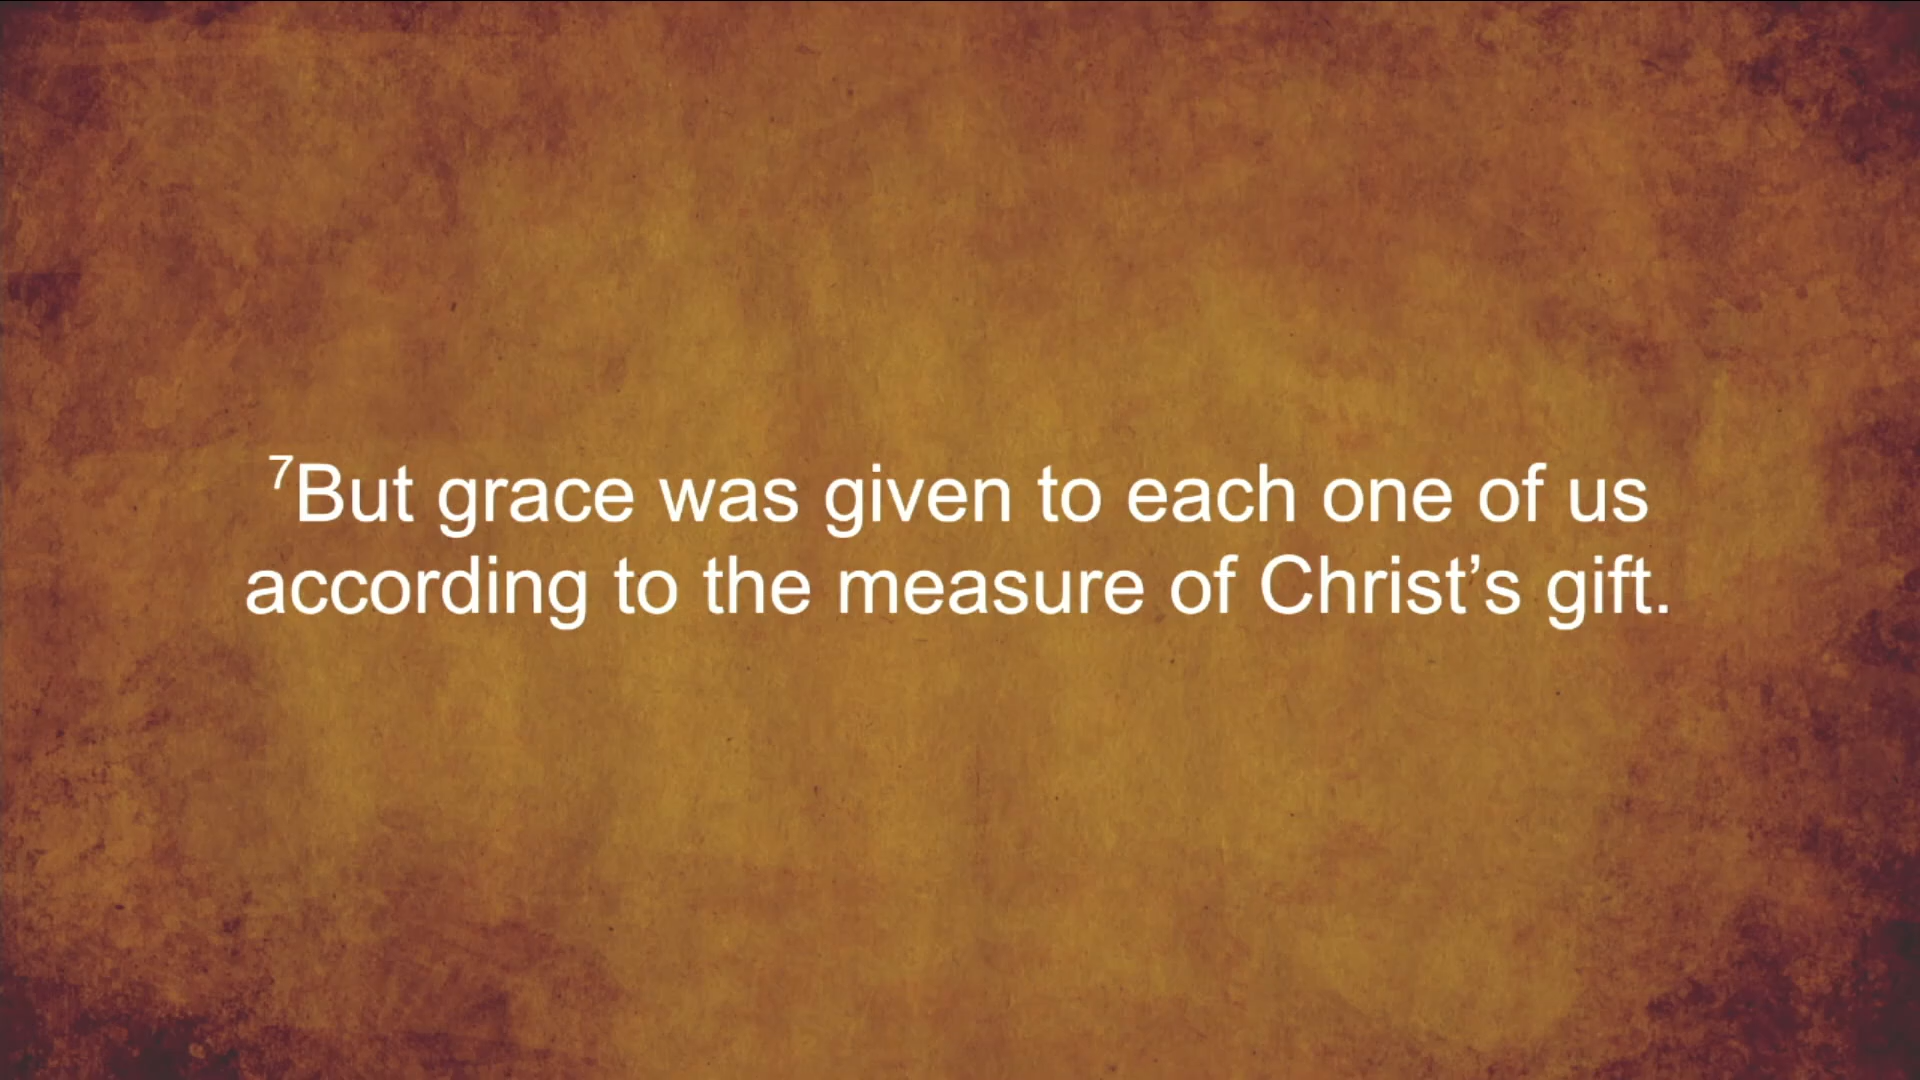 ⁷But grace was given to each one of us
according to the measure of Christ’s gift.